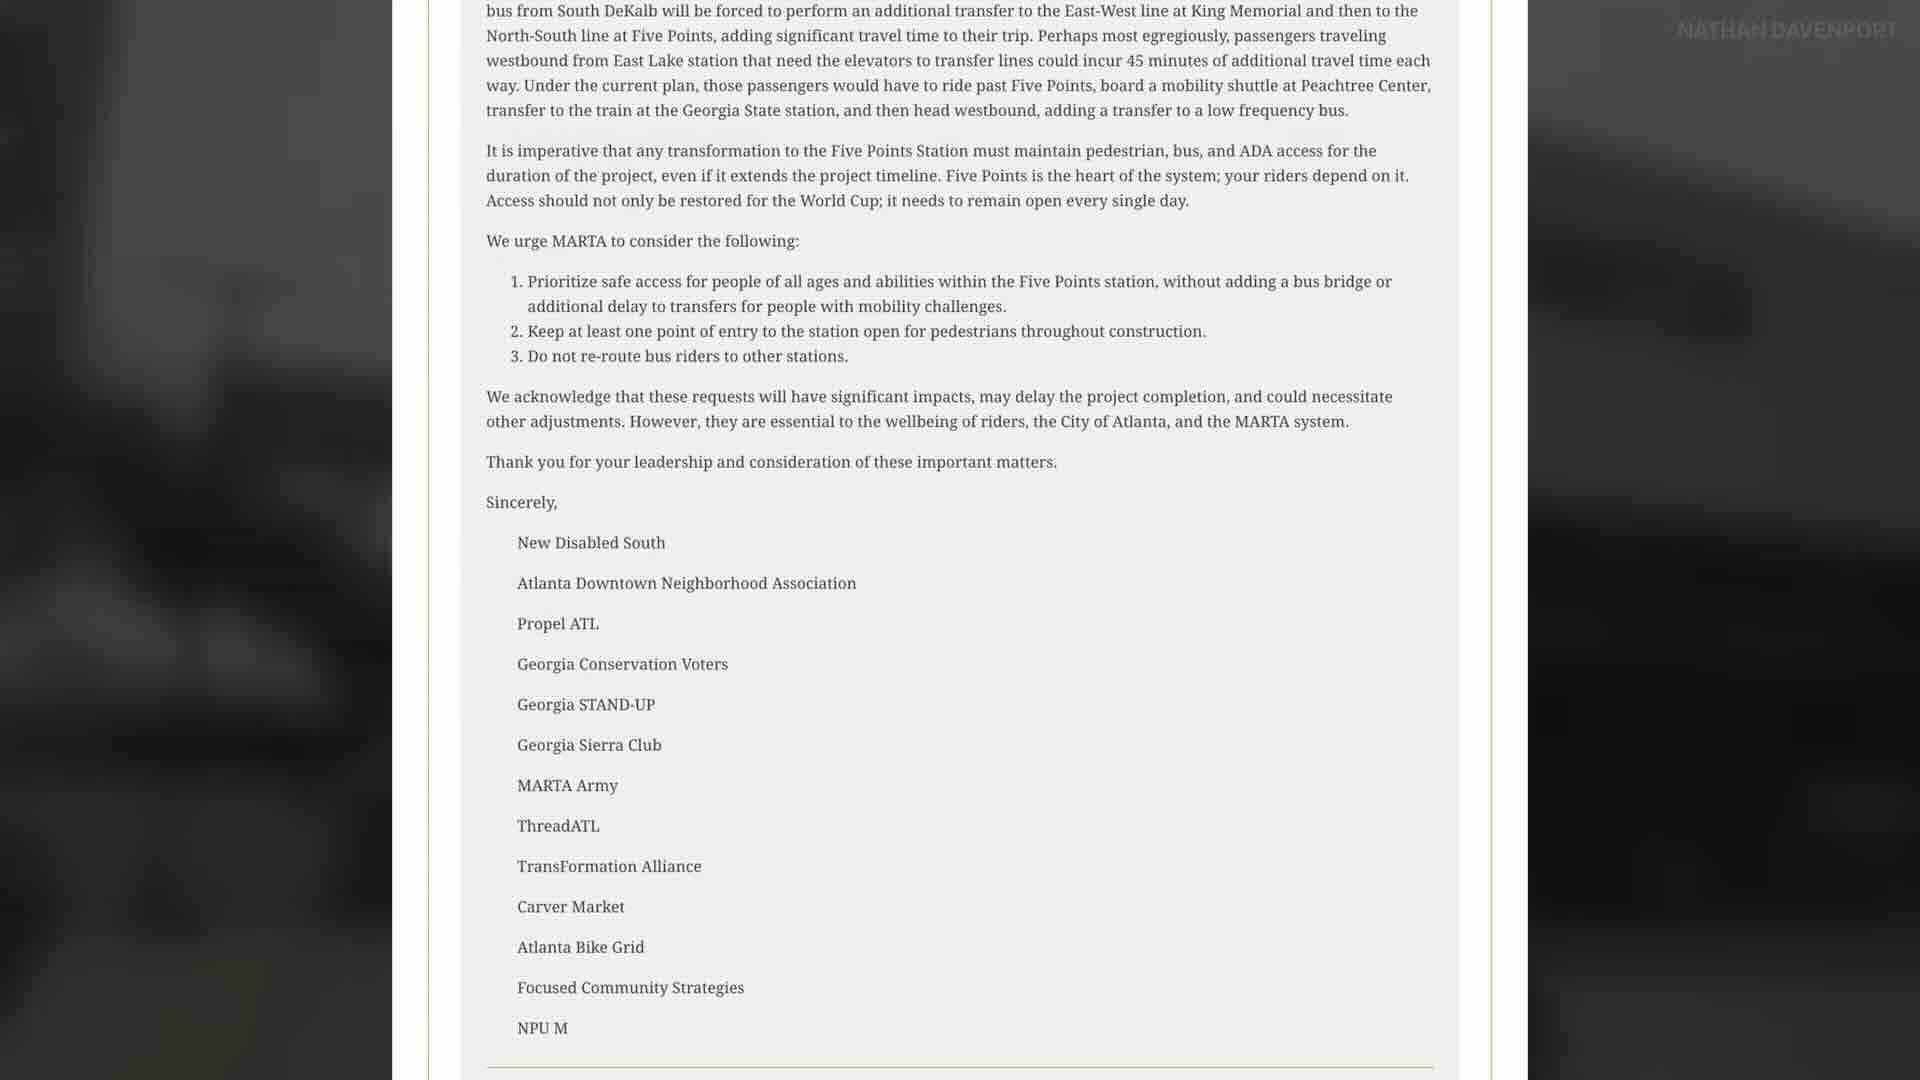 NATHAN DAVENPORT
bus from South DeKalb will be forced to perform an additional transfer to the East-West line at King Memorial and then to the
North-South line at Five Points, adding significant travel time to their trip. Perhaps most egregiously, passengers traveling
westbound from East Lake station that need the elevators to transfer lines could incur 45 minutes of additional travel time each
way. Under the current plan, those passengers would have to ride past Five Points, board a mobility shuttle at Peachtree Center,
transfer to the train at the Georgia State station, and then head westbound, adding a transfer to a low frequency bus.
It is imperative that any transformation to the Five Points Station must maintain pedestrian, bus, and ADA access for the
duration of the project, even if it extends the project timeline. Five Points is the heart of the system; your riders depend on it.
Access should not only be restored for the World Cup; it needs to remain open every single day.
We urge MARTA to consider the following:
1. Prioritize safe access for people of all ages and abilities within the Five Points station, without adding a bus bridge or
additional delay to transfers for people with mobility challenges.
2. Keep at least one point of entry to the station open for pedestrians throughout construction.
3. Do not re-route bus riders to other stations.
We acknowledge that these requests will have significant impacts, may delay the project completion, and could necessitate
other adjustments. However, they are essential to the wellbeing of riders, the City of Atlanta, and the MARTA system.
Thank you for your leadership and consideration of these important matters.
Sincerely,
New Disabled South
Atlanta Downtown Neighborhood Association
Propel ATL
Georgia Conservation Voters
Georgia STAND-UP
Georgia Sierra Club
MARTA Army
ThreadATL
TransFormation Alliance
Carver Market
Atlanta Bike Grid
Focused Community Strategies
NPU M